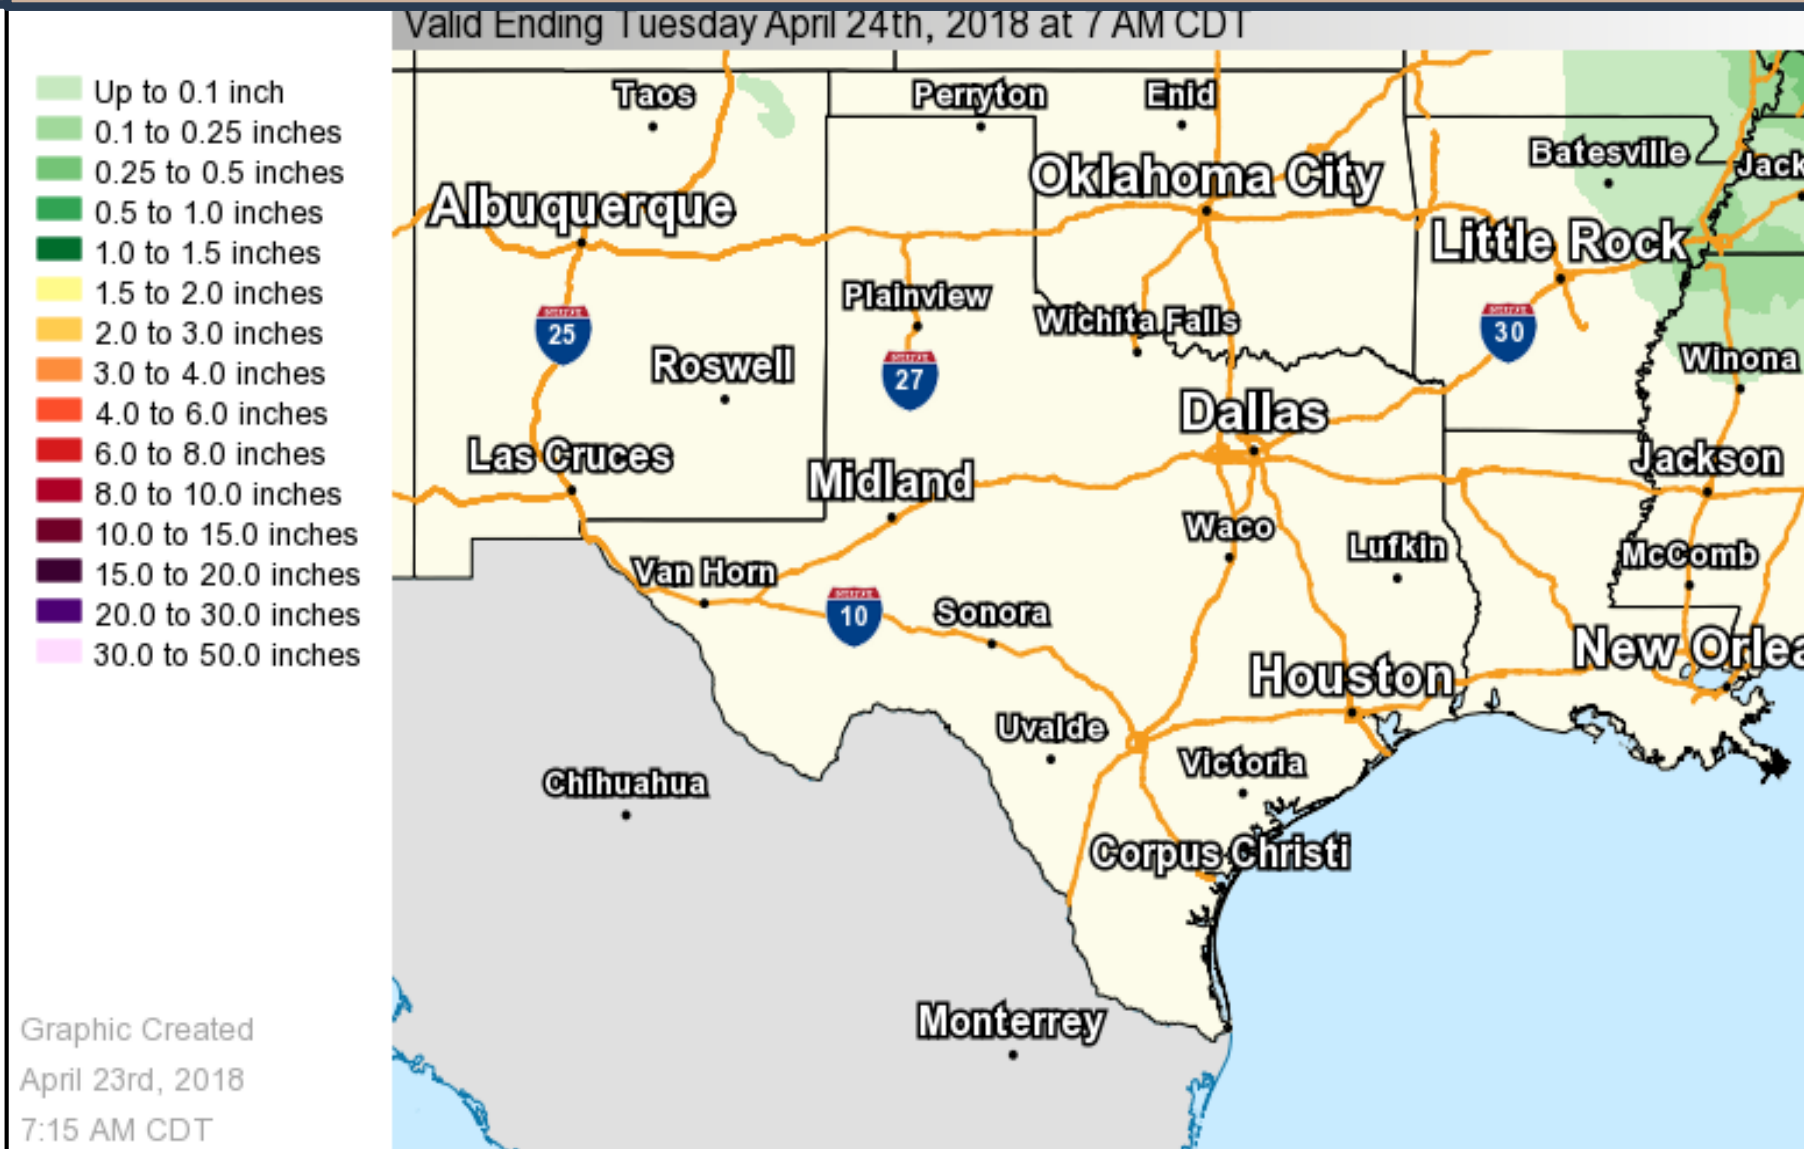 Valid Ending Tuesday April 24th, 2018 at 7 AM CDT
Up to 0.1 inch
0.1 to 0.25 inches
0.25 to 0.5 inches
0.5 to 1.0 inches
1.0 to 1.5 inches
1.5 to 2.0 inches
2.0 to 3.0 inches
3.0 to 4.0 inches
4.0 to 6.0 inches
6.0 to 8.0 inches
8.0 to 10.0 inches
10.0 to 15.0 inches
15.0 to 20.0 inches
20.0 to 30.0 inches
30.0 to 50.0 inches
Graphic Created
April 23rd, 2018
7:15 AM CDT
Taos
Perryton
Enid
Batesville
Jack
Oklahoma City
Albuquerque
Little Rock
Plainview
Wichita Falls
25
30
Winona
Roswell
27
Dallas
Las Cruces
Midland
Jackson
Waco
Lufkin
McComb
Van Horn
10
Sonora
New Orlea
Houston
Uvalde
Victoria
Chihuahua
Corpus Christi
Monterrey